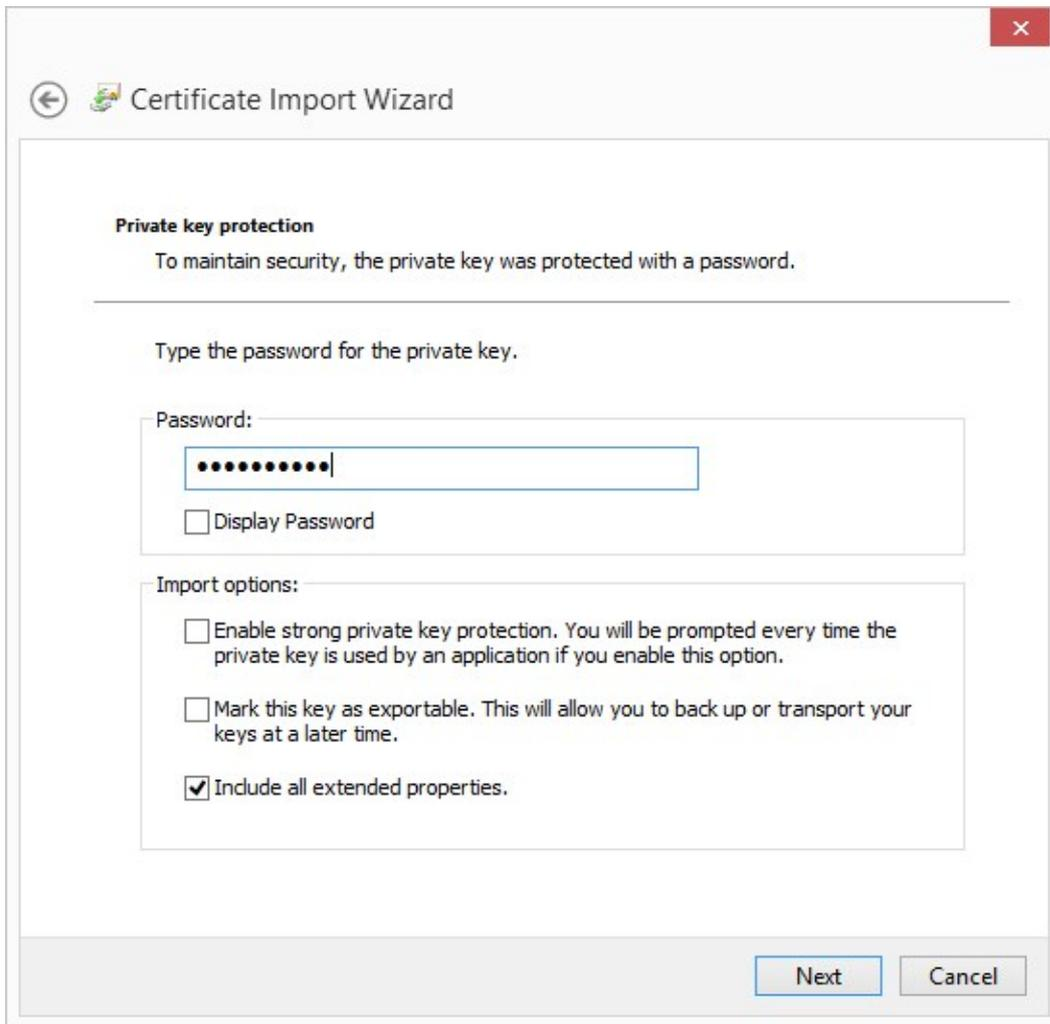 Certificate Import Wizard
Private key protection
To maintain security, the private key was protected with a password.
Type the password for the private key.
Password:
••••••••••
Display Password
Import options:
Enable strong private key protection. You will be prompted every time the
private key is used by an application if you enable this option.
Mark this key as exportable. This will allow you to back up or transport your
keys at a later time.
Include all extended properties.
Next Cancel